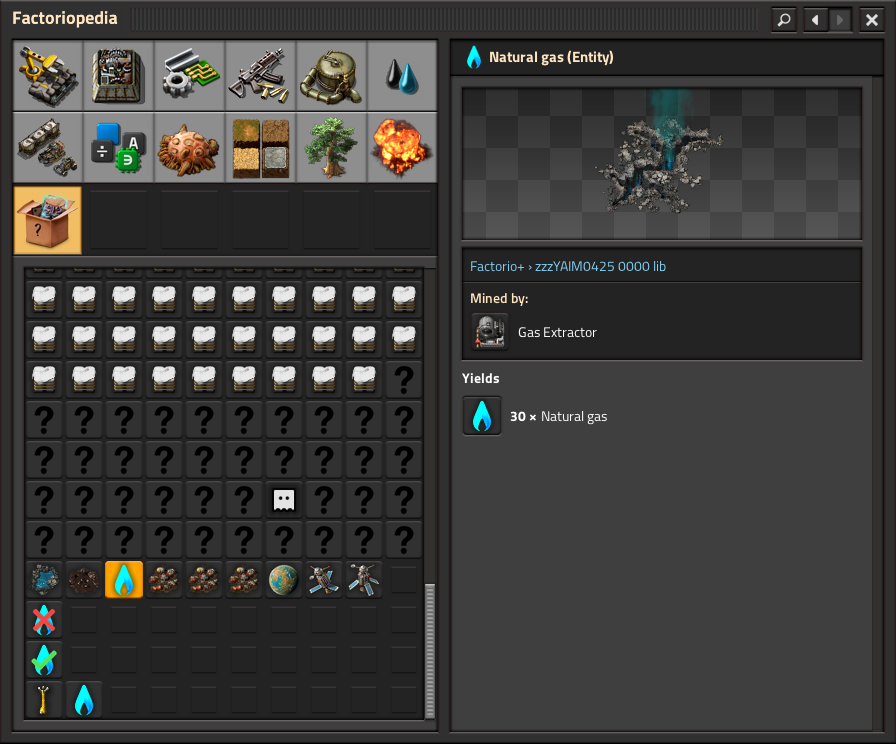 Factoriopedia
Natural gas (Entity)
Factorio+ › zzzYAIM0425 0000 lib
Mined by:
Gas Extractor
Yields
30 × Natural gas